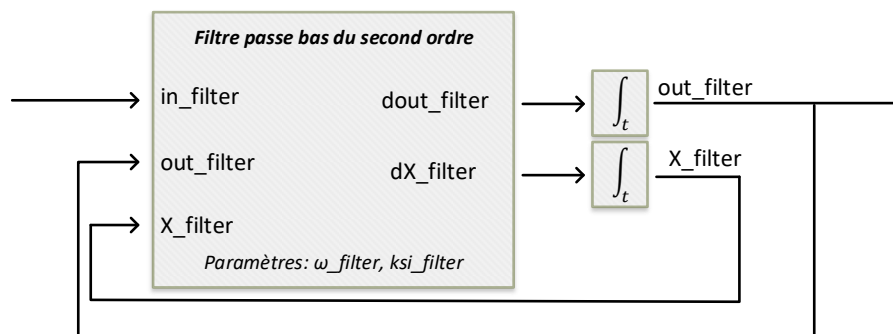 Filtre passe bas du second ordre
in_filter
dout_filter
∫t
out_filter
out_filter
dX_filter
∫t
X_filter
X_filter
Paramètres: ω_filter, ksi_filter